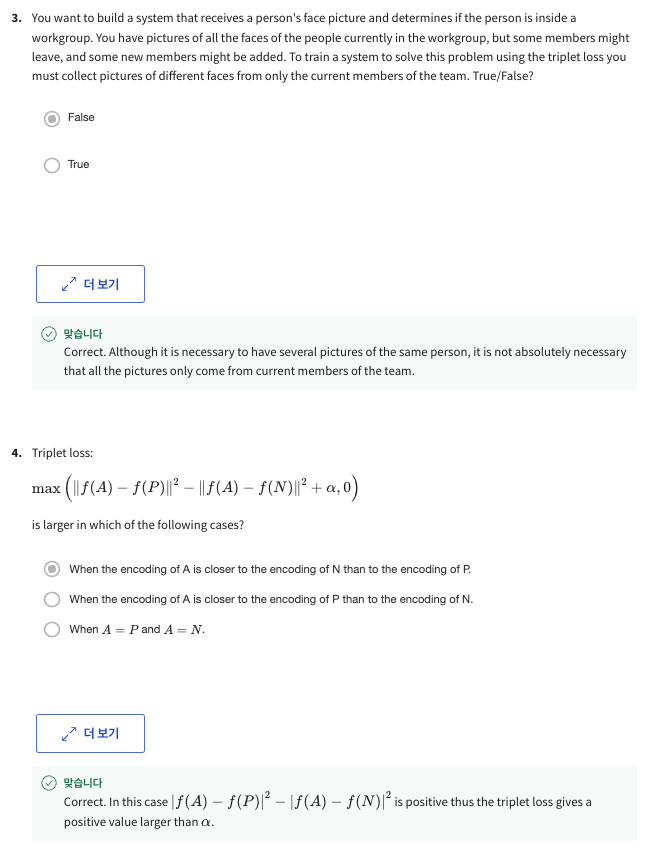 3. You want to build a system that receives a person's face picture and determines if the person is inside a
workgroup. You have pictures of all the faces of the people currently in the workgroup, but some members might
leave, and some new members might be added. To train a system to solve this problem using the triplet loss you
must collect pictures of different faces from only the current members of the team. True/False?
False
True
더 보기
맞습니다
Correct. Although it is necessary to have several pictures of the same person, it is not absolutely necessary
that all the pictures only come from current members of the team.
4. Triplet loss:
max (‖f(A) − f(P)‖² − ‖f(A) − f(N)‖² + α, 0)
is larger in which of the following cases?
When the encoding of A is closer to the encoding of N than to the encoding of P.
When the encoding of A is closer to the encoding of P than to the encoding of N.
When A = P and A = N.
더 보기
맞습니다
Correct. In this case |f(A) − f(P)|² − |f(A) − f(N)|² is positive thus the triplet loss gives a
positive value larger than α.